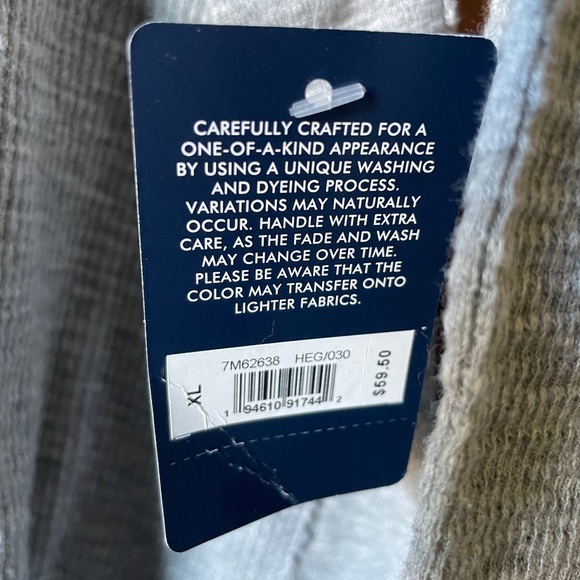 CAREFULLY CRAFTED FOR A
ONE-OF-A-KIND APPEARANCE
BY USING A UNIQUE WASHING
AND DYEING PROCESS.
VARIATIONS MAY NATURALLY
OCCUR. HANDLE WITH EXTRA
CARE, AS THE FADE AND WASH
MAY CHANGE OVER TIME.
PLEASE BE AWARE THAT THE
COLOR MAY TRANSFER ONTO
LIGHTER FABRICS.
7M62638 HEG/030
XL
1 94610 91744 2
$59.50